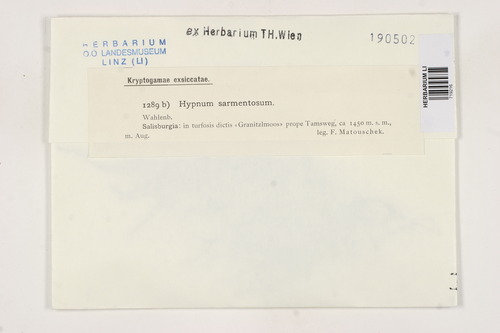 ex Herbarium TH.Wien
190502
HERBARIUM
OÖ LANDESMUSEUM
LINZ (LI)
HERBARIUM LI
Kryptogamae exsiccatae.
1289 b) Hypnum sarmentosum.
Wahlenb.
Salisburgia: in turfosis dictis »Granitalmoos« prope Tamsweg, ca 1450 m. s. m.,
m. Aug.
leg. F. Matouschek.